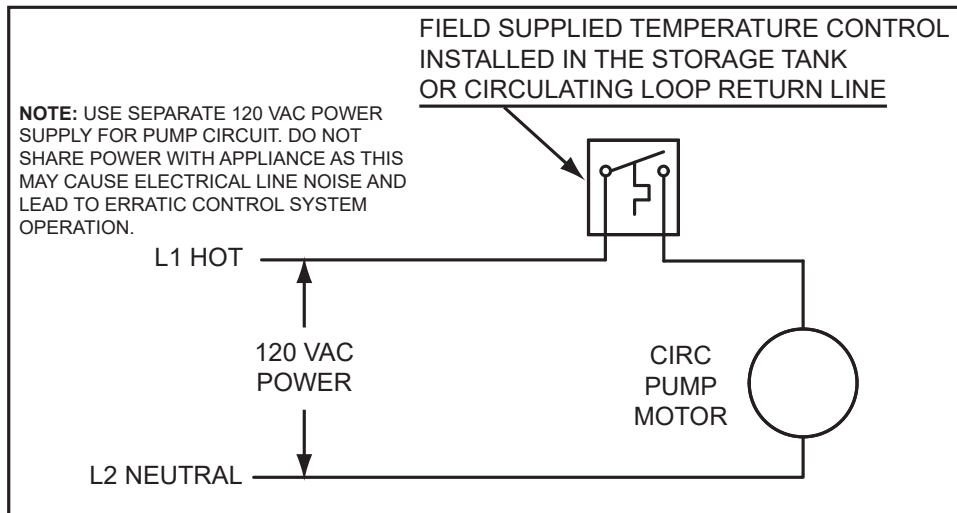 FIELD SUPPLIED TEMPERATURE CONTROL
INSTALLED IN THE STORAGE TANK
OR CIRCULATING LOOP RETURN LINE
NOTE: USE SEPARATE 120 VAC POWER
SUPPLY FOR PUMP CIRCUIT. DO NOT
SHARE POWER WITH APPLIANCE AS THIS
MAY CAUSE ELECTRICAL LINE NOISE AND
LEAD TO ERRATIC CONTROL SYSTEM
OPERATION.
L1 HOT
120 VAC
POWER
CIRC
PUMP
MOTOR
L2 NEUTRAL